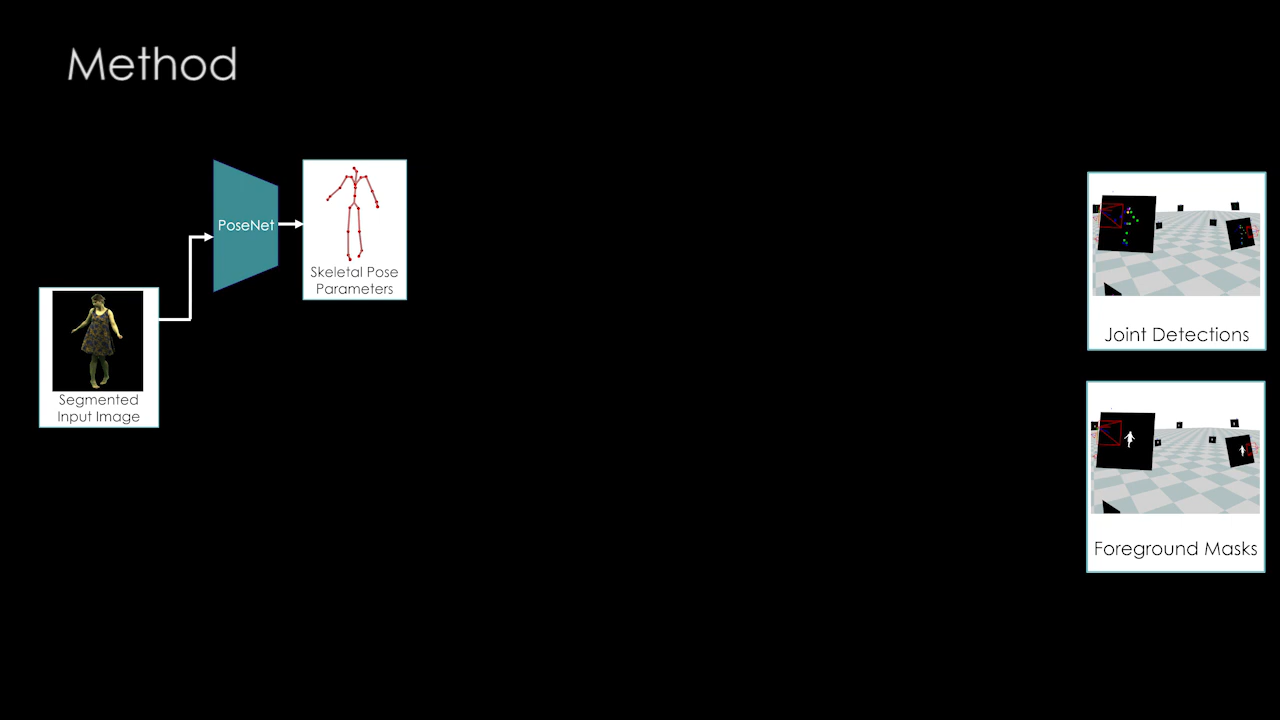 Method
PoseNet
Skeletal Pose
Parameters
Segmented
Input Image
Joint Detections
Foreground Masks